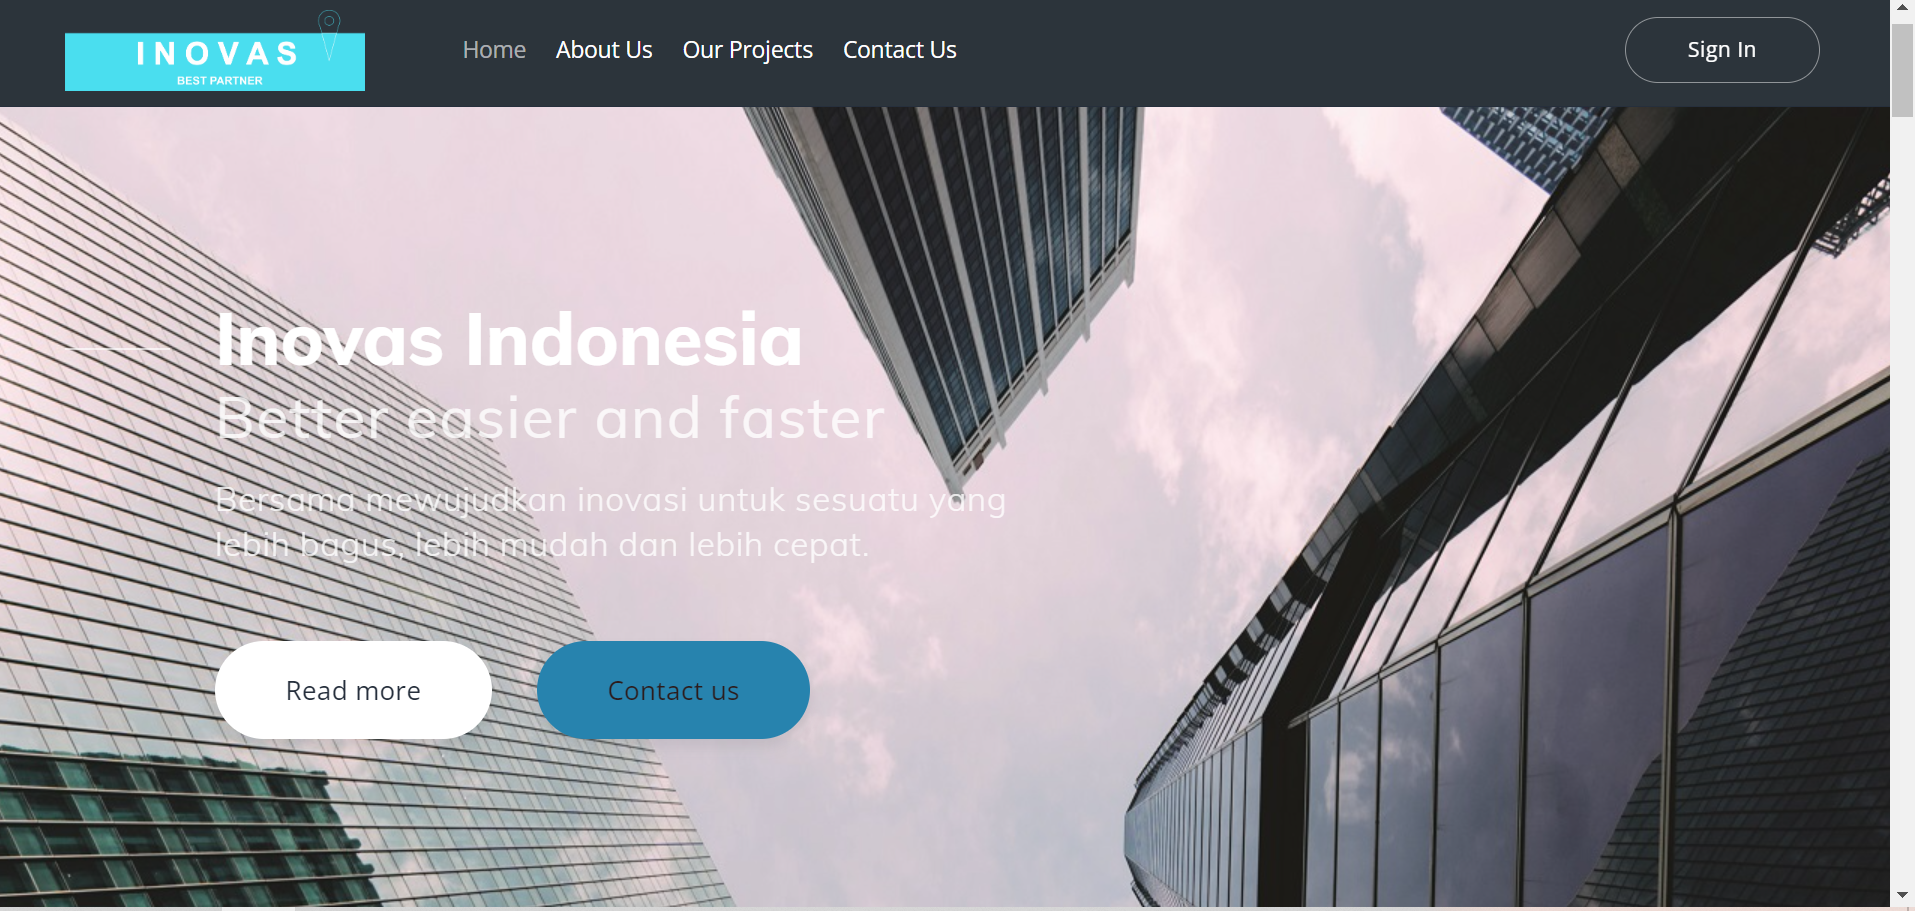 INOVAS
BEST PARTNER
Home
About Us
Our Projects
Contact Us
Sign In
Inovas Indonesia
Better easier and faster
Bersama mewujudkan inovasi untuk sesuatu yang
lebih bagus, lebih mudah dan lebih cepat.
Read more
Contact us